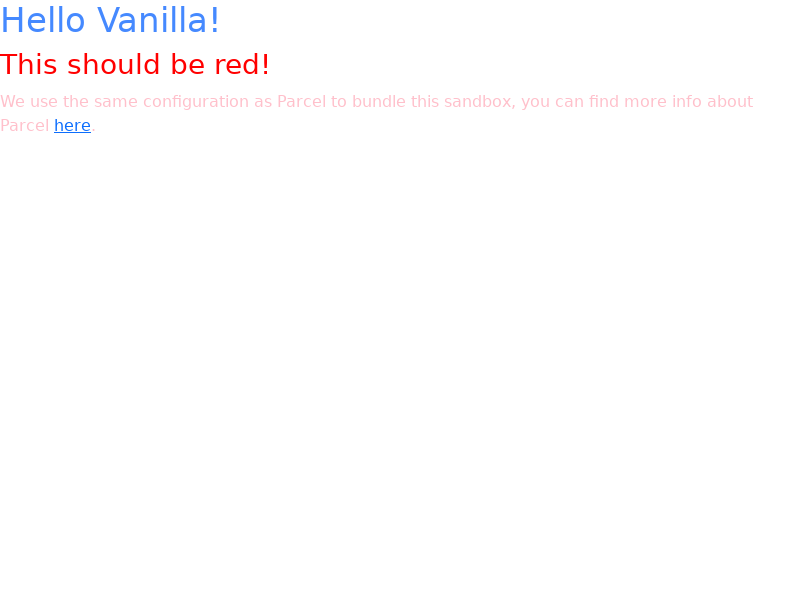 Hello Vanilla!
This should be red!
We use the same configuration as Parcel to bundle this sandbox, you can find more info about
Parcel here.